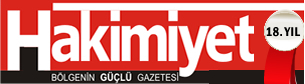 Hakimiyet
18.YIL
BÖLGENİN GÜÇLÜ GAZETESİ